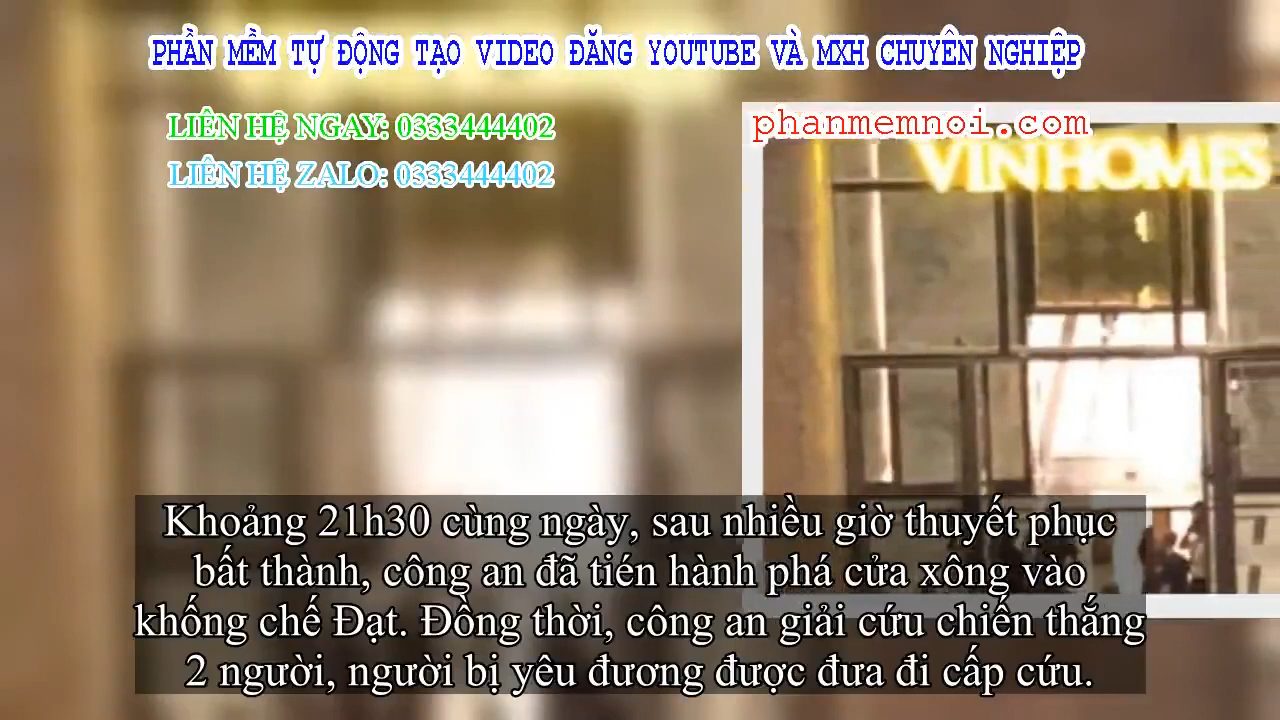 PHẦN MỀM TỰ ĐỘNG TẠO VIDEO ĐĂNG YOUTUBE VÀ MXH CHUYÊN NGHIỆP
LIÊN HỆ NGAY: 0333444402
LIÊN HỆ ZALO: 0333444402
phanmemnoi.com
VINHOMES
Khoảng 21h30 cùng ngày, sau nhiều giờ thuyết phục
bất thành, công an đã tién hành phá cửa xông vào
khống chế Đạt. Đồng thời, công an giải cứu chiến thắng
2 người, người bị yêu đương được đưa đi cấp cứu.